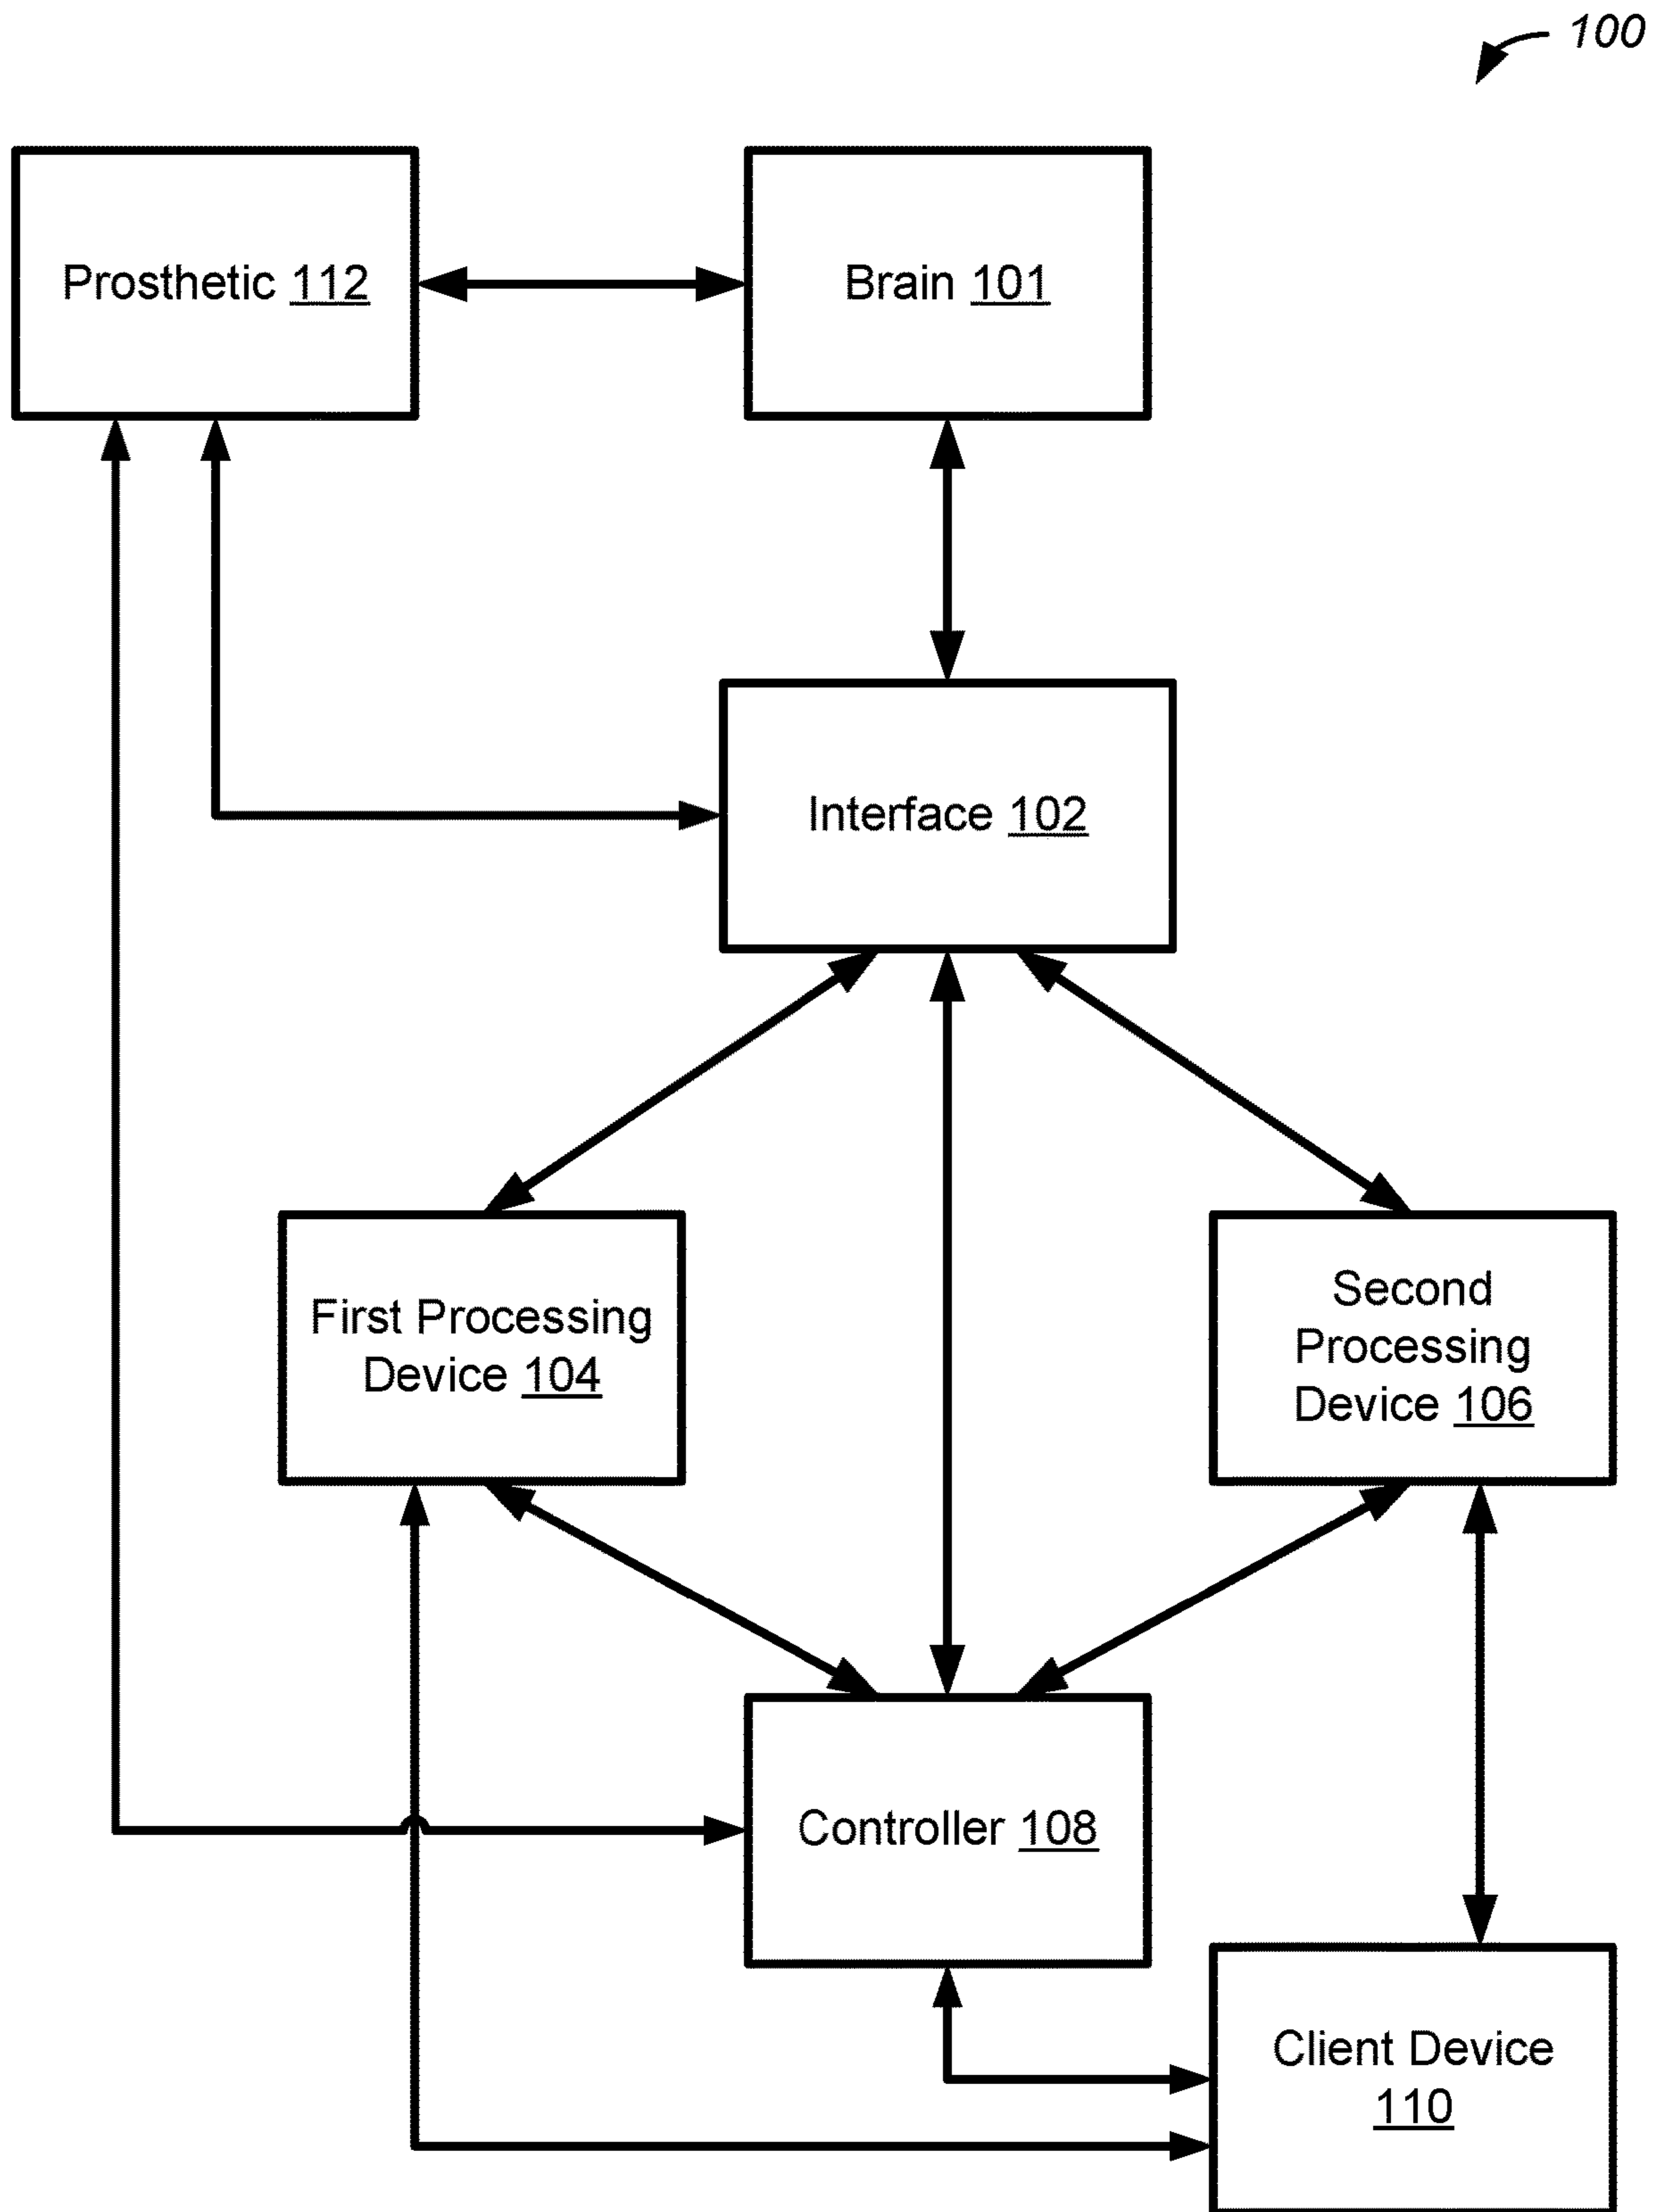 100
Prosthetic 112
Brain 101
Interface 102
First Processing
Device 104
Second
Processing
Device 106
Controller 108
Client Device
110